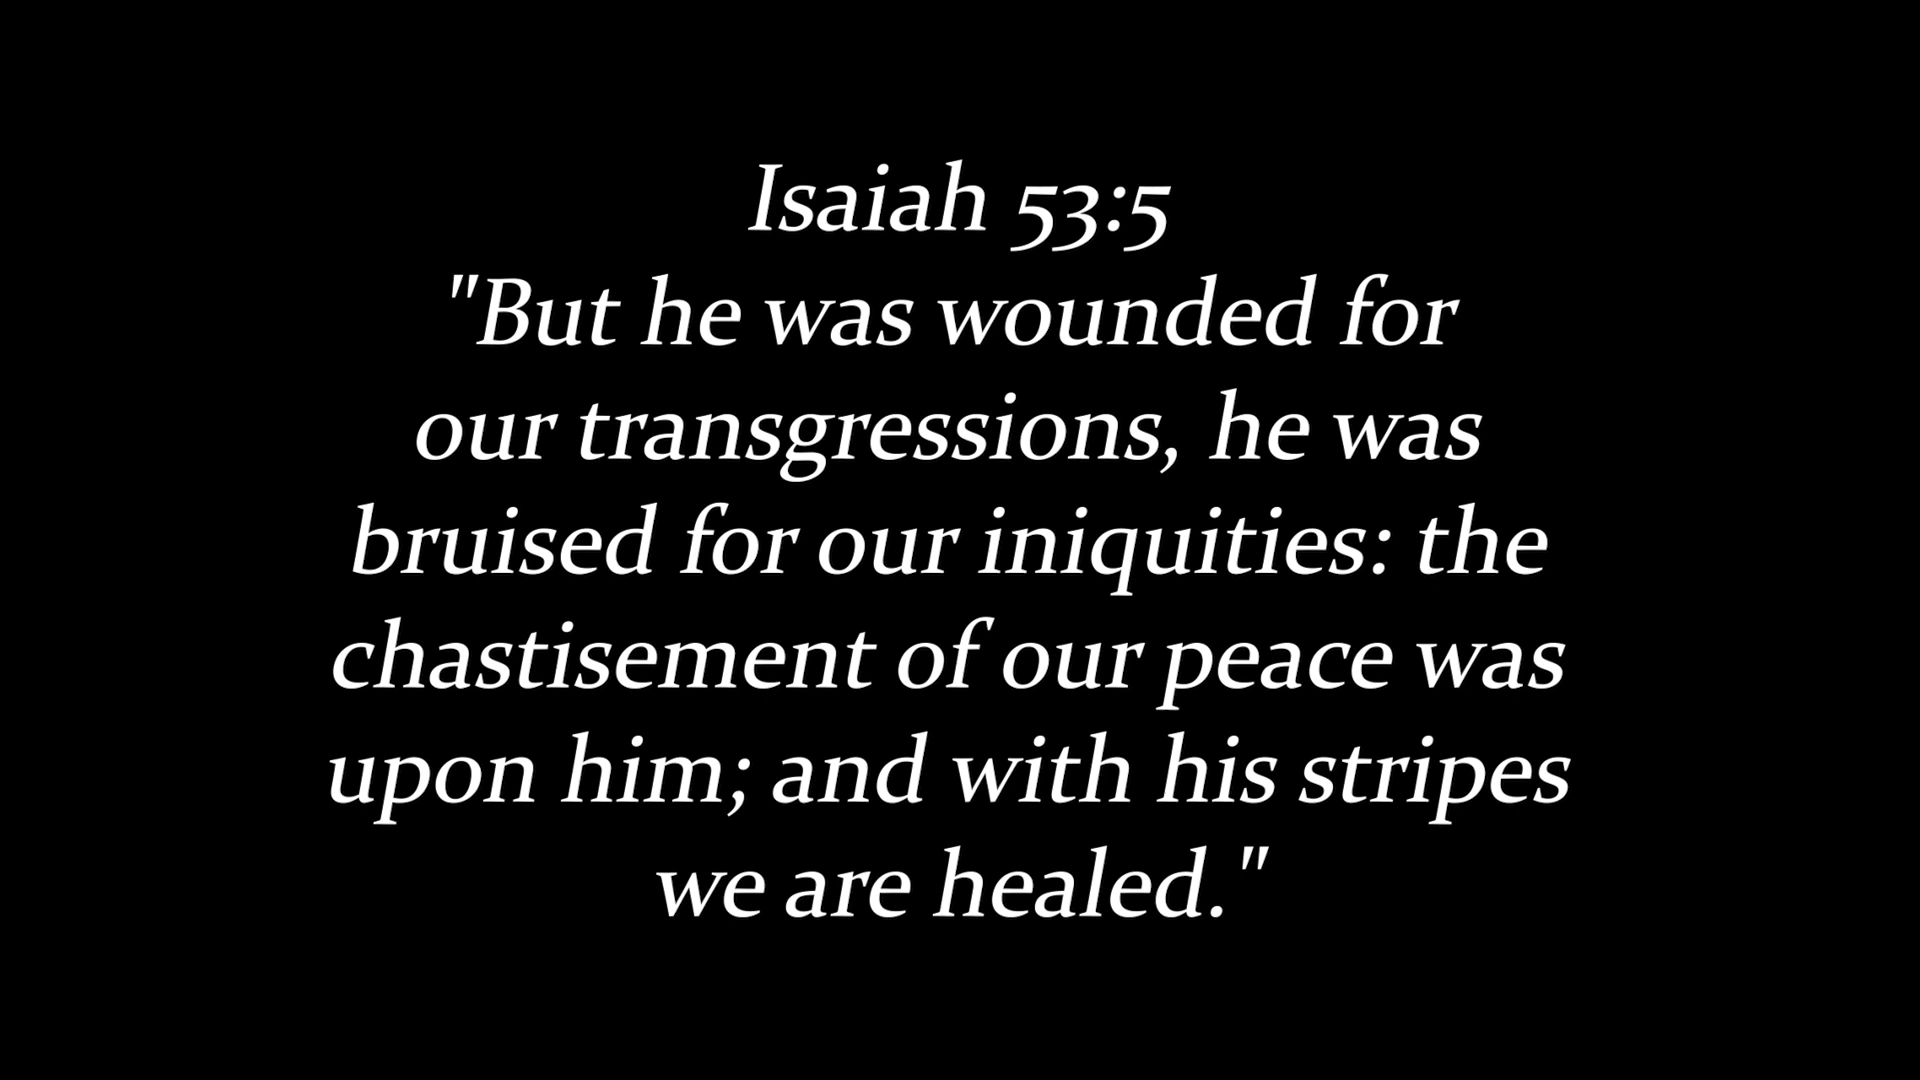 Isaiah 53:5
"But he was wounded for
our transgressions, he was
bruised for our iniquities: the
chastisement of our peace was
upon him; and with his stripes
we are healed."